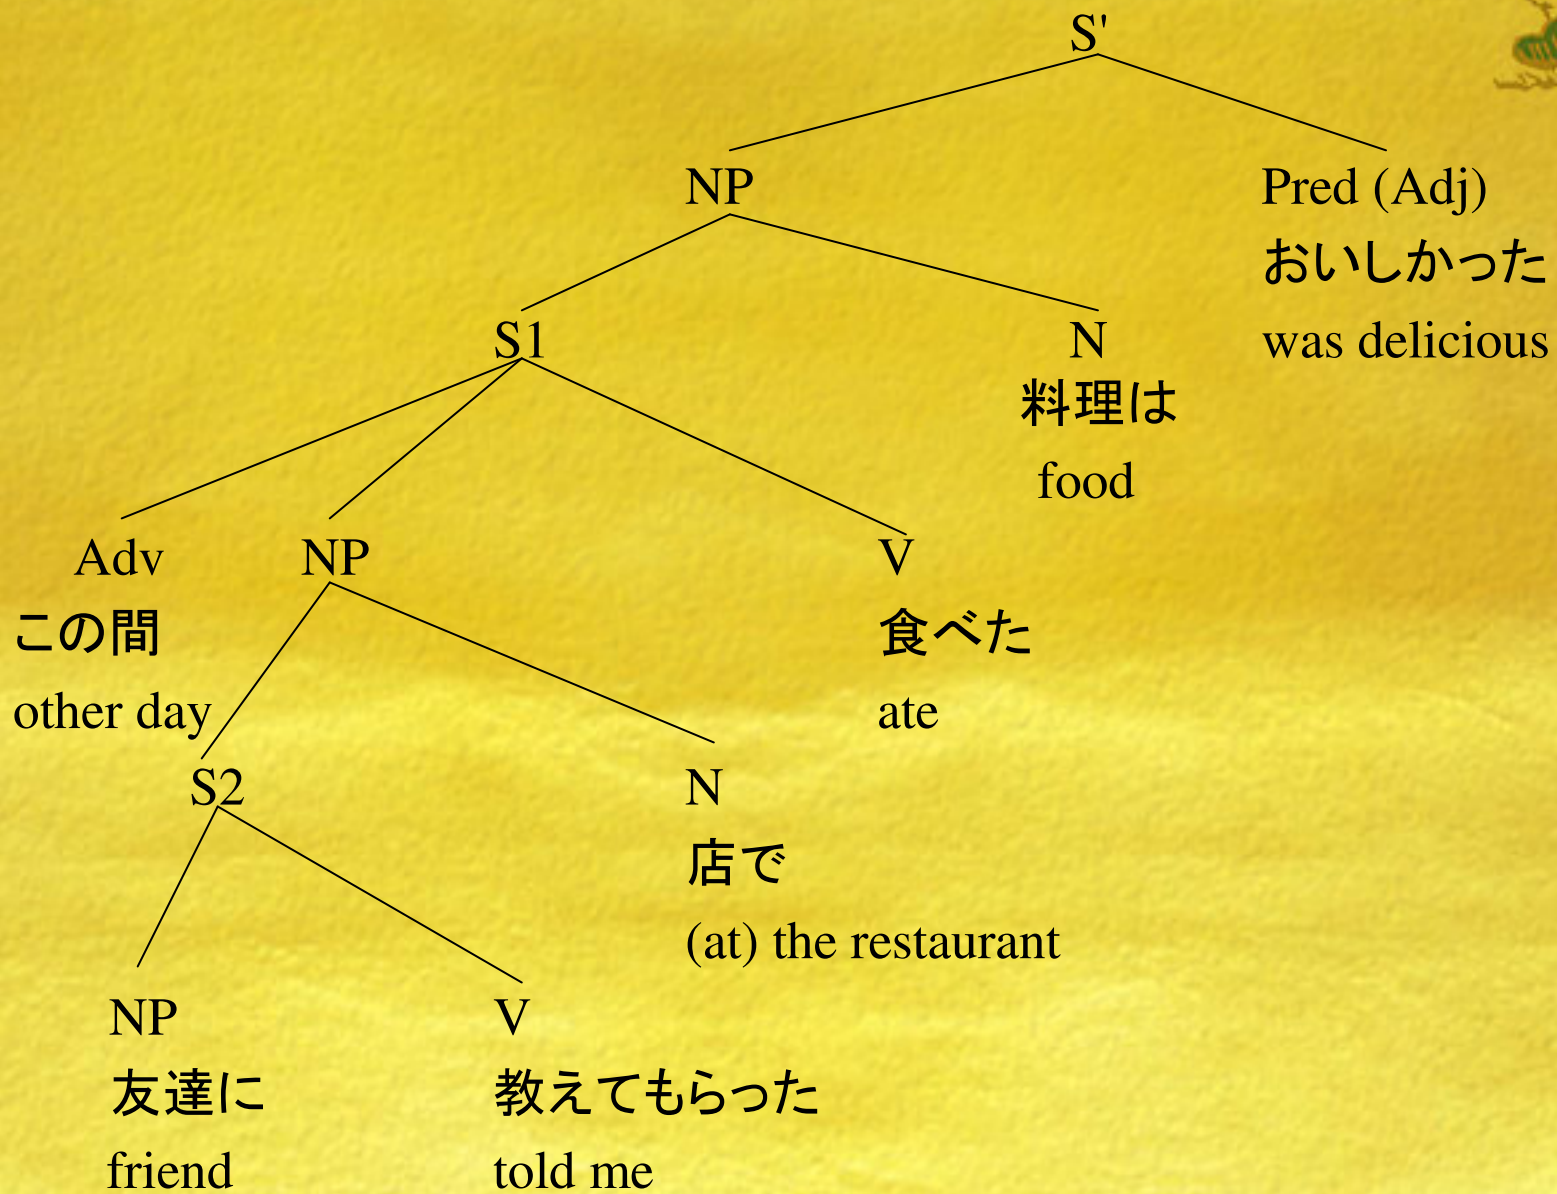 S'
NP
Pred (Adj)
おいしかった
was delicious
S1
N
料理は
food
Adv
この間
other day
NP
V
食べた
ate
S2
N
店で
(at) the restaurant
NP
友達に
friend
V
教えてもらった
told me